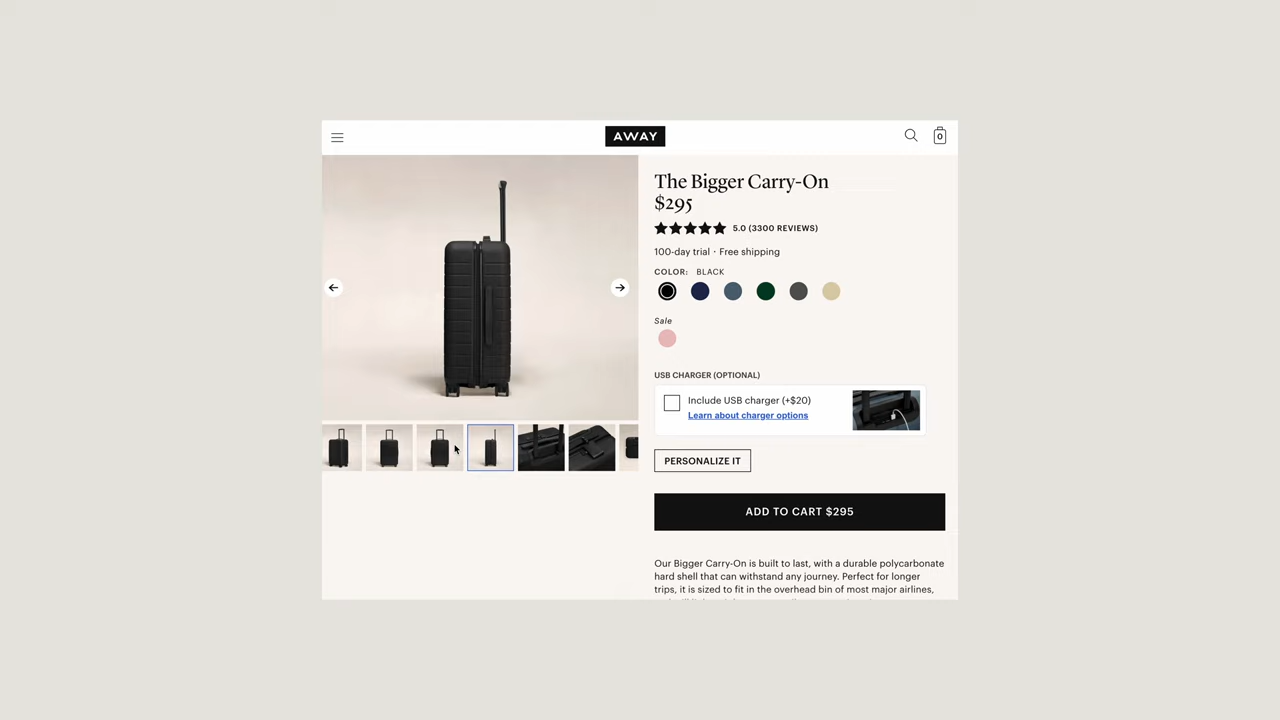 AWAY
0
The Bigger Carry-On
$295
5.0 (3300 REVIEWS)
100-day trial · Free shipping
COLOR: BLACK
Sale
USB CHARGER (OPTIONAL)
Include USB charger (+$20)
Learn about charger options
PERSONALIZE IT
ADD TO CART $295
Our Bigger Carry-On is built to last, with a durable polycarbonate
hard shell that can withstand any journey. Perfect for longer
trips, it is sized to fit in the overhead bin of most major airlines,